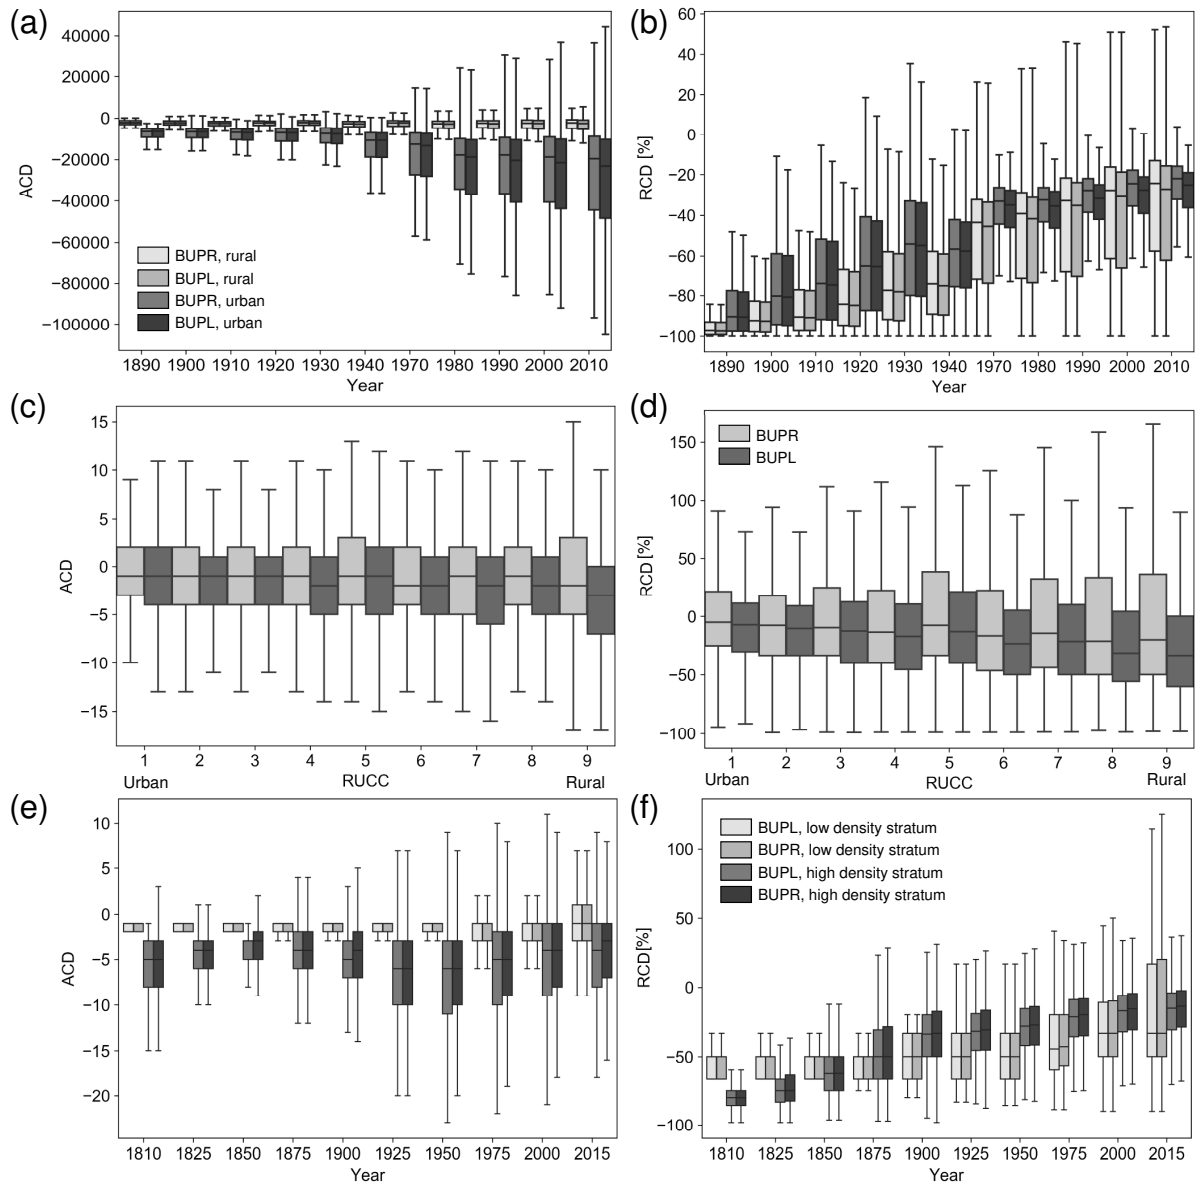 (a)
40000
20000
0
−20000
−40000
−60000
−80000
−100000
ACD
BUPR, rural
BUPL, rural
BUPR, urban
BUPL, urban
1890 1900 1910 1920 1930 1940 1970 1980 1990 2000 2010
Year
(b)
60
40
20
0
−20
−40
−60
−80
−100
RCD [%]
1890 1900 1910 1920 1930 1940 1970 1980 1990 2000 2010
Year
(c)
15
10
5
0
−5
−10
−15
ACD
1 2 3 4 5 6 7 8 9
Urban RUCC Rural
(d)
150
100
50
0
−50
−100
RCD [%]
BUPR
BUPL
1 2 3 4 5 6 7 8 9
Urban RUCC Rural
(e)
10
5
0
−5
−10
−15
−20
ACD
1810 1825 1850 1875 1900 1925 1950 1975 2000 2015
Year
(f)
100
50
0
−50
−100
RCD[%]
BUPL, low density stratum
BUPR, low density stratum
BUPL, high density stratum
BUPR, high density stratum
1810 1825 1850 1875 1900 1925 1950 1975 2000 2015
Year